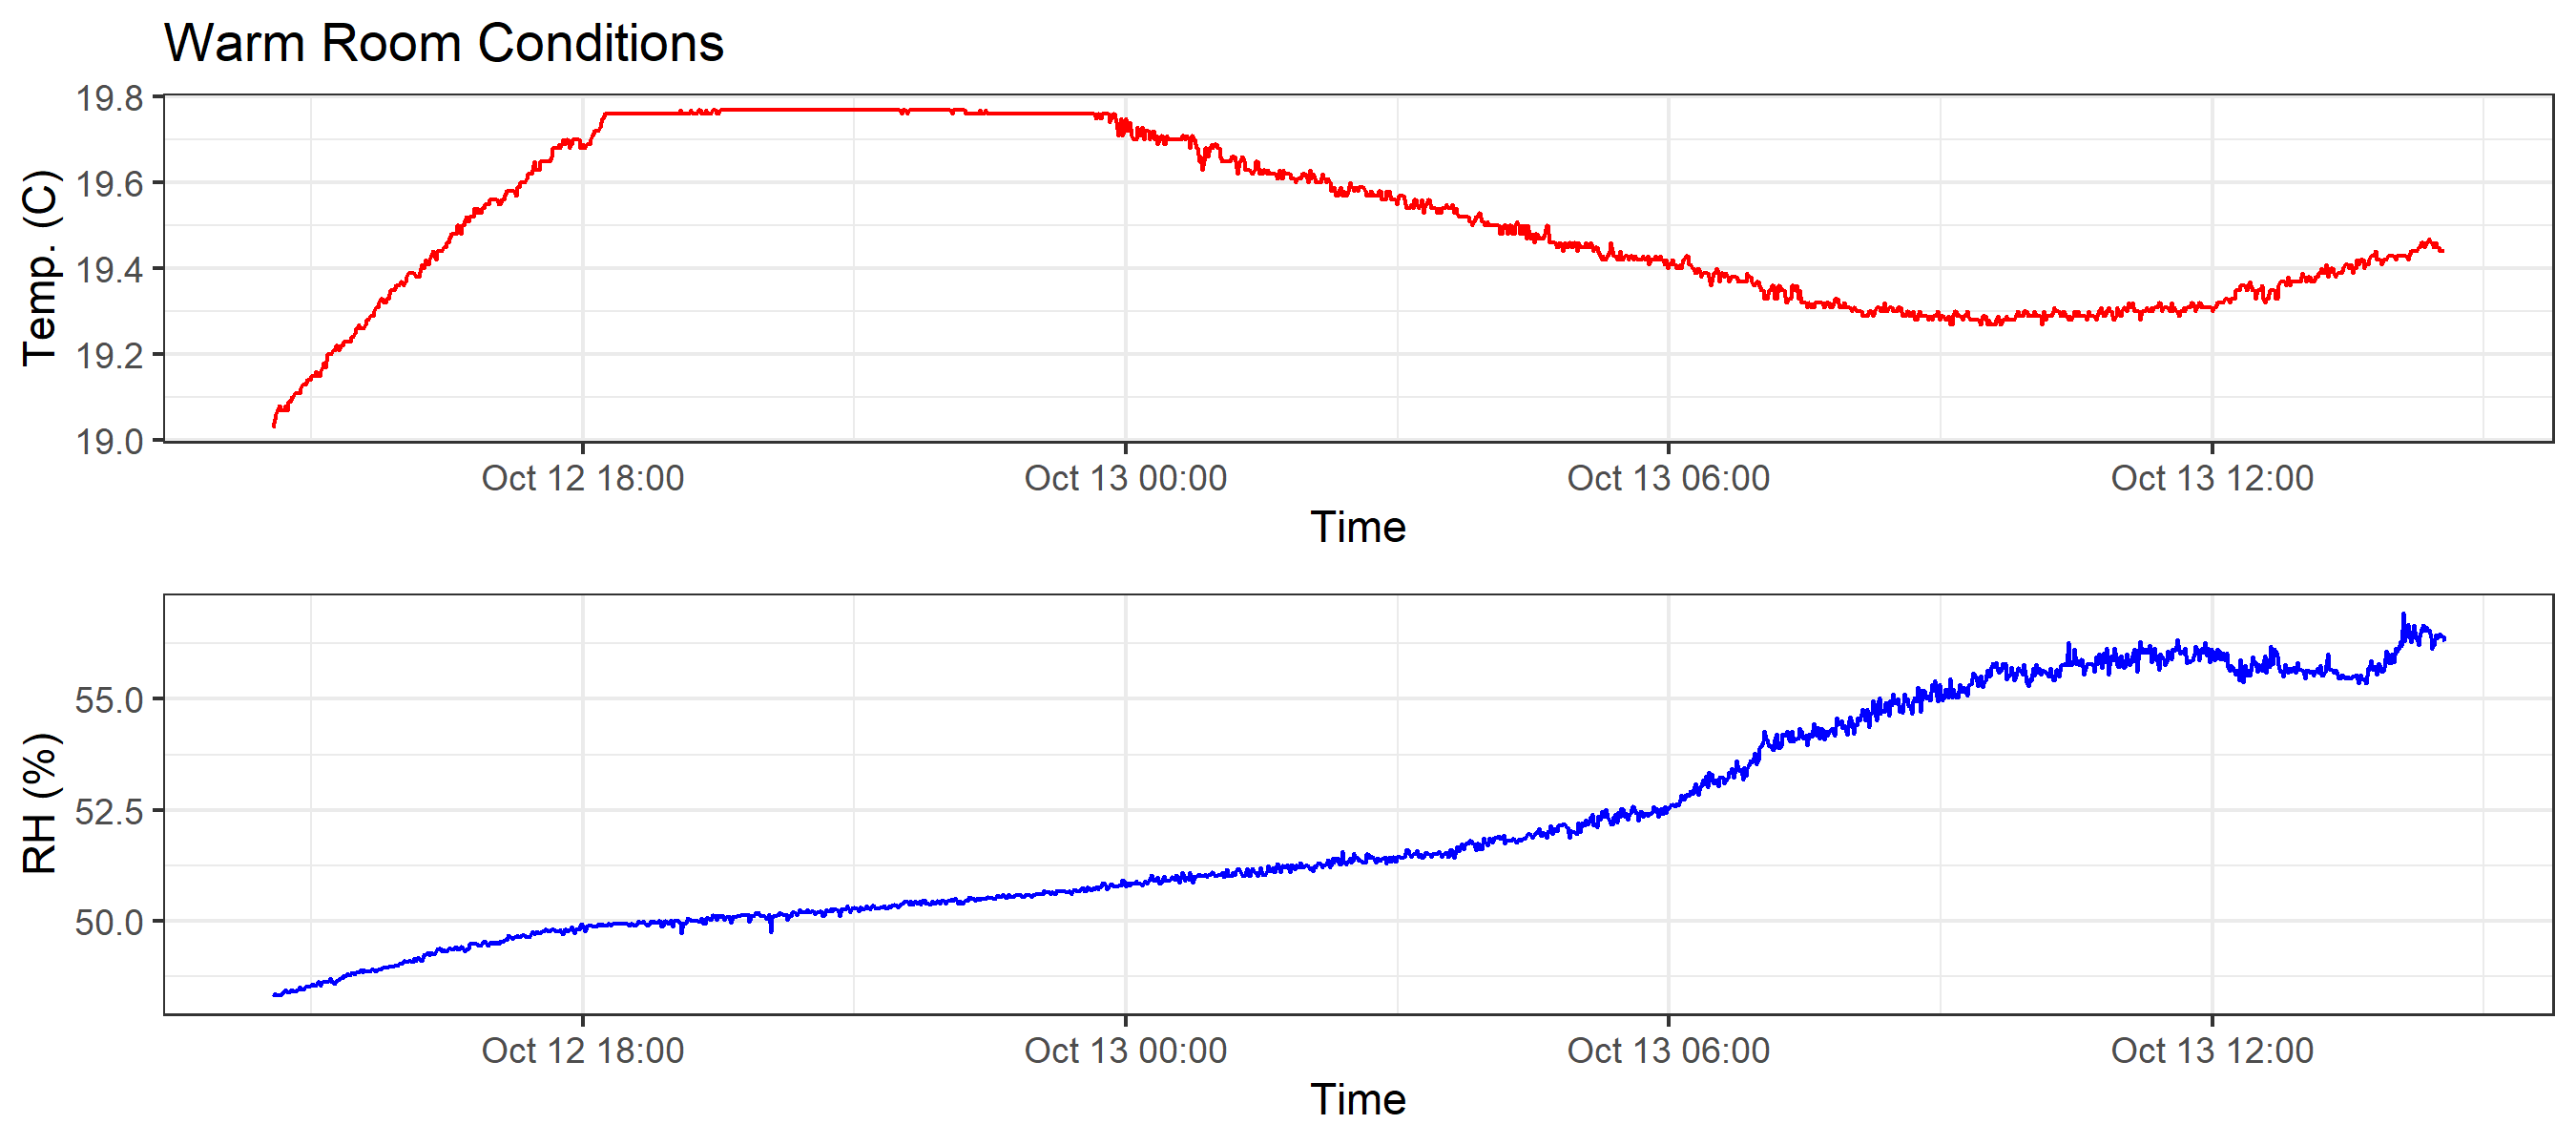 Warm Room Conditions
Temp. (C)
19.8
19.6
19.4
19.2
19.0
Oct 12 18:00 Oct 13 00:00 Oct 13 06:00 Oct 13 12:00
Time
RH (%)
55.0
52.5
50.0
Oct 12 18:00 Oct 13 00:00 Oct 13 06:00 Oct 13 12:00
Time